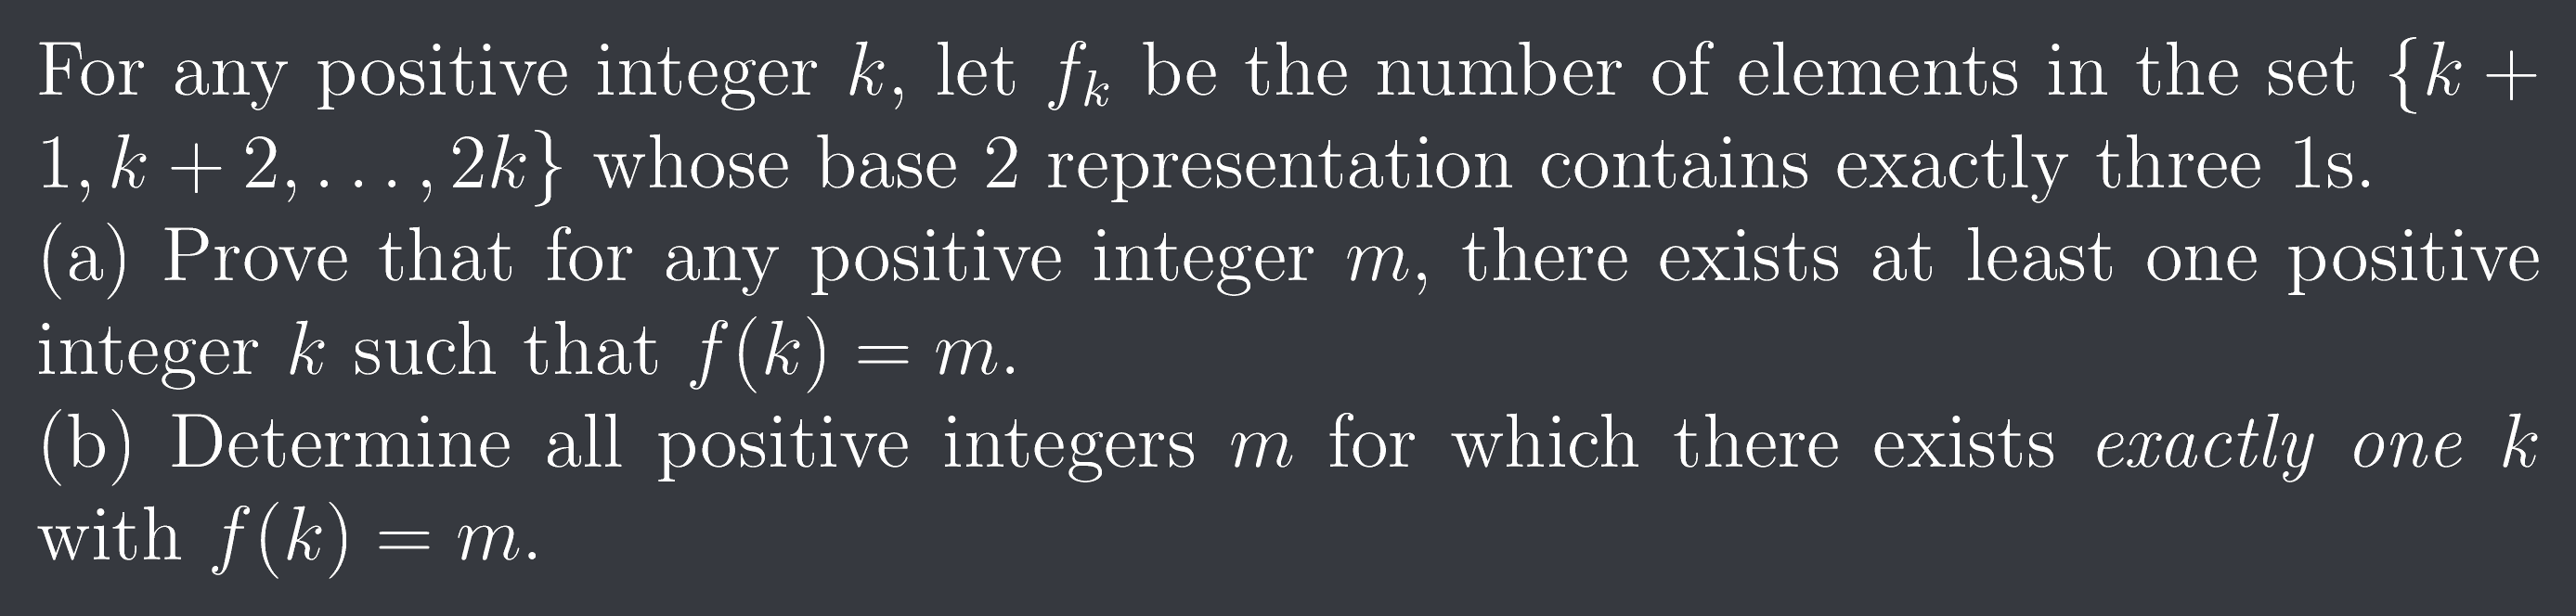 For any positive integer $k$, let $f_k$ be the number of elements in the set $\{k +$
$1, k + 2, \ldots, 2k\}$ whose base 2 representation contains exactly three 1s.
(a) Prove that for any positive integer $m$, there exists at least one positive
integer $k$ such that $f(k) = m$.
(b) Determine all positive integers $m$ for which there exists exactly one $k$
with $f(k) = m$.